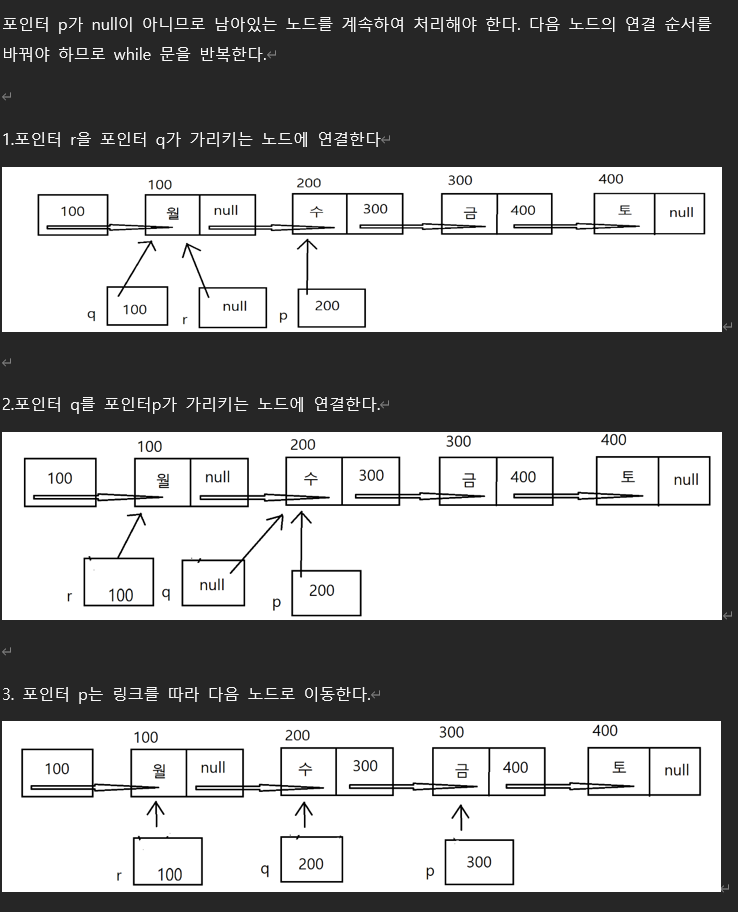 포인터 p가 null이 아니므로 남아있는 노드를 계속하여 처리해야 한다. 다음 노드의 연결 순서를
바꿔야 하므로 while 문을 반복한다.↵
↵
1.포인터 r을 포인터 q가 가리키는 노드에 연결한다↵
100 200 300 400
100 월 null 수 300 금 400 토 null
q 100 r null p 200
↵
↵
2.포인터 q를 포인터p가 가리키는 노드에 연결한다.↵
100 200 300 400
100 월 null 수 300 금 400 토 null
r 100 q null p 200
↵
↵
3. 포인터 p는 링크를 따라 다음 노드로 이동한다.↵
100 200 300 400
100 월 null 수 300 금 400 토 null
r 100 q 200 p 300
↵